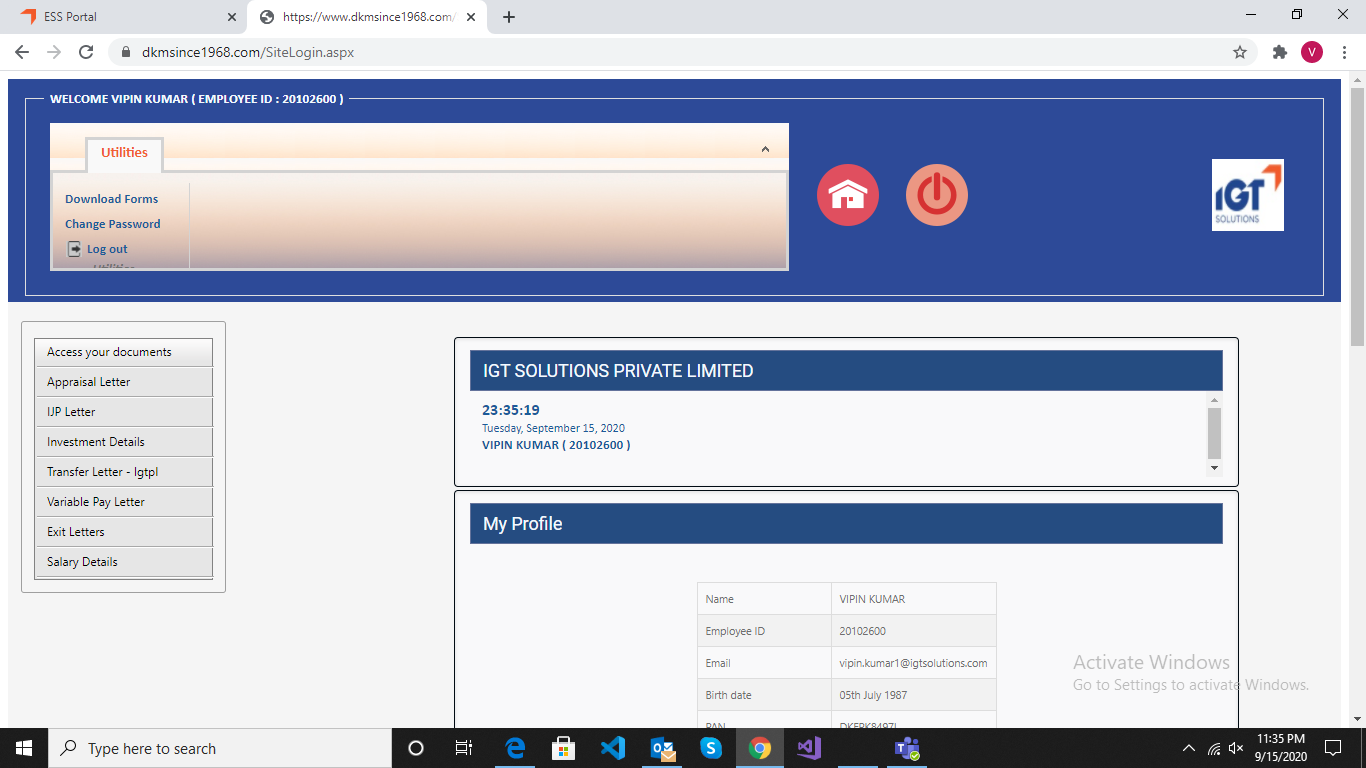 ESS Portal
https://www.dkmsince1968.com/
dkmsince1968.com/SiteLogin.aspx
V
WELCOME VIPIN KUMAR ( EMPLOYEE ID : 20102600 )
Utilities
Download Forms
Change Password
Log out
Utilities
IGT
SOLUTIONS
Access your documents
Appraisal Letter
IJP Letter
Investment Details
Transfer Letter - Igtpl
Variable Pay Letter
Exit Letters
Salary Details
IGT SOLUTIONS PRIVATE LIMITED
23:35:19
Tuesday, September 15, 2020
VIPIN KUMAR ( 20102600 )
My Profile
Name VIPIN KUMAR
Employee ID 20102600
Email vipin.kumar1@igtsolutions.com
Birth date 05th July 1987
PAN
Activate Windows
Go to Settings to activate Windows.
Type here to search
11:35 PM
9/15/2020